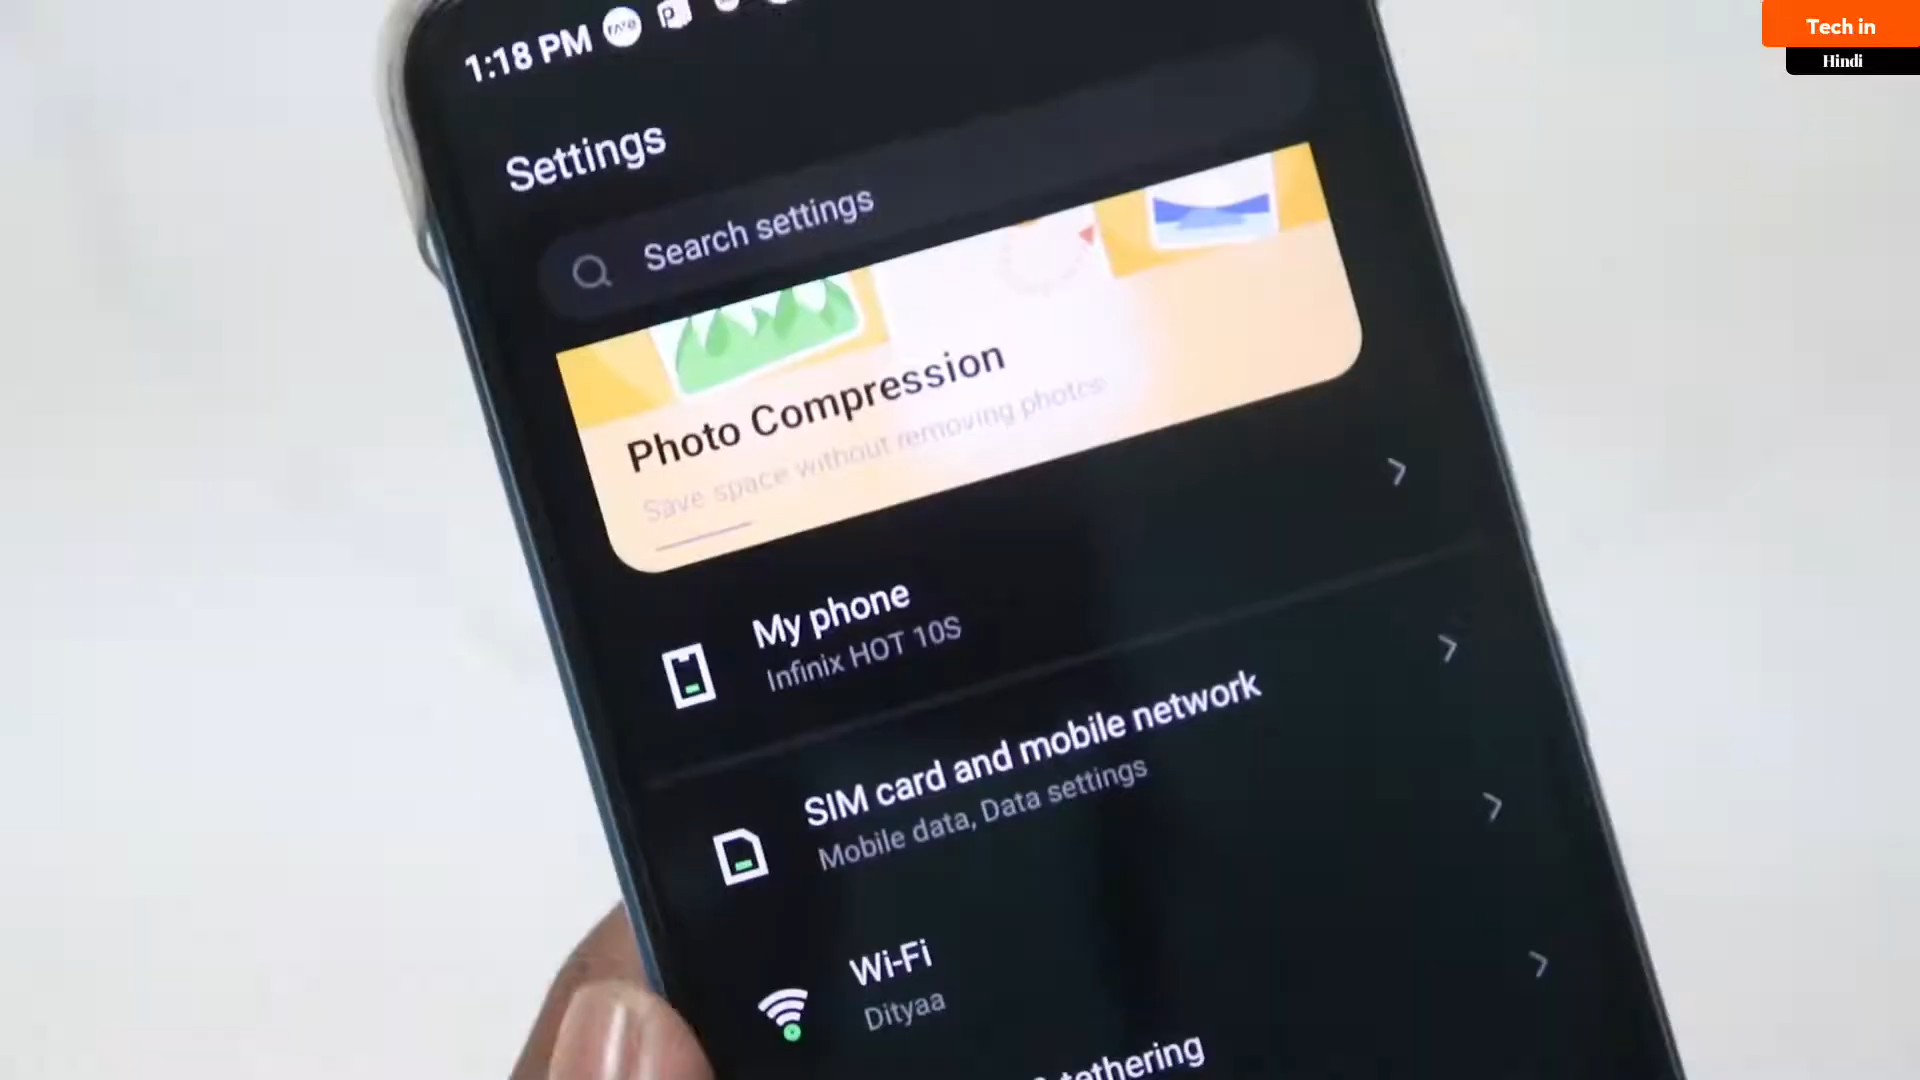 Tech in
Hindi
1:18 PM
Settings
Search settings
Photo Compression
Save space without removing photos
My phone
Infinix HOT 10S
SIM card and mobile network
Mobile data, Data settings
Wi-Fi
Dityaa
tethering